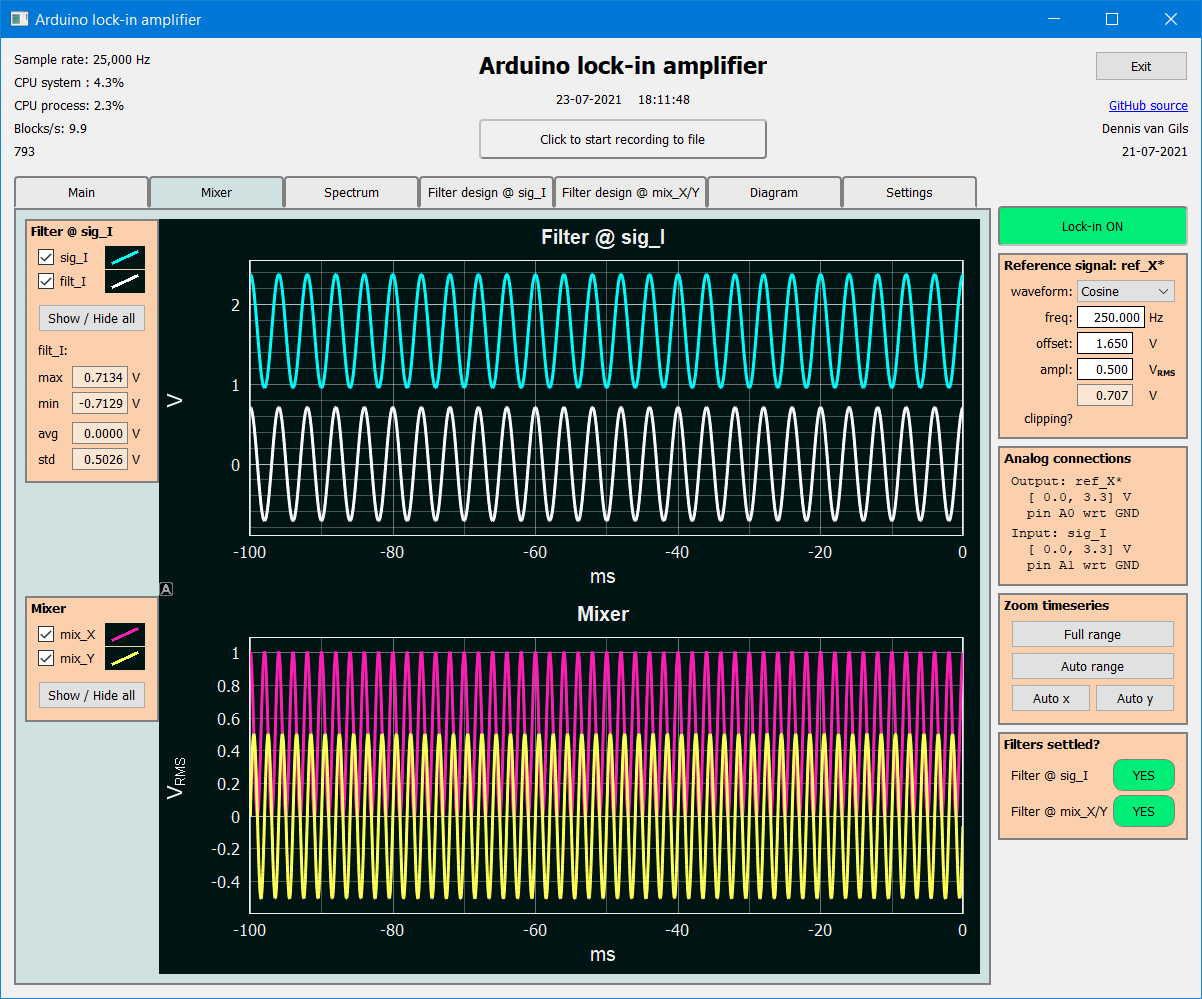 Arduino lock-in amplifier
Sample rate: 25,000 Hz
CPU system : 4.3%
CPU process: 2.3%
Blocks/s: 9.9
793
Arduino lock-in amplifier
23-07-2021 18:11:48
Click to start recording to file
Exit
GitHub source
Dennis van Gils
21-07-2021
Main Mixer Spectrum Filter design @ sig_I Filter design @ mix_X/Y Diagram Settings
Filter @ sig_I
sig_I
filt_I
Show / Hide all
filt_I:
max 0.7134 V
min -0.7129 V
avg 0.0000 V
std 0.5026 V
Filter @ sig_I
V
2
1
0
-100 -80 -60 -40 -20 0
ms
A
Mixer
mix_X
mix_Y
Show / Hide all
Mixer
VRMS
1
0.8
0.6
0.4
0.2
0
-0.2
-0.4
-100 -80 -60 -40 -20 0
ms
Lock-in ON
Reference signal: ref_X*
waveform: Cosine
freq: 250.000 Hz
offset: 1.650 V
ampl: 0.500 VRMS
0.707 V
clipping?
Analog connections
Output: ref_X*
[ 0.0, 3.3] V
pin A0 wrt GND
Input: sig_I
[ 0.0, 3.3] V
pin A1 wrt GND
Zoom timeseries
Full range
Auto range
Auto x Auto y
Filters settled?
Filter @ sig_I YES
Filter @ mix_X/Y YES